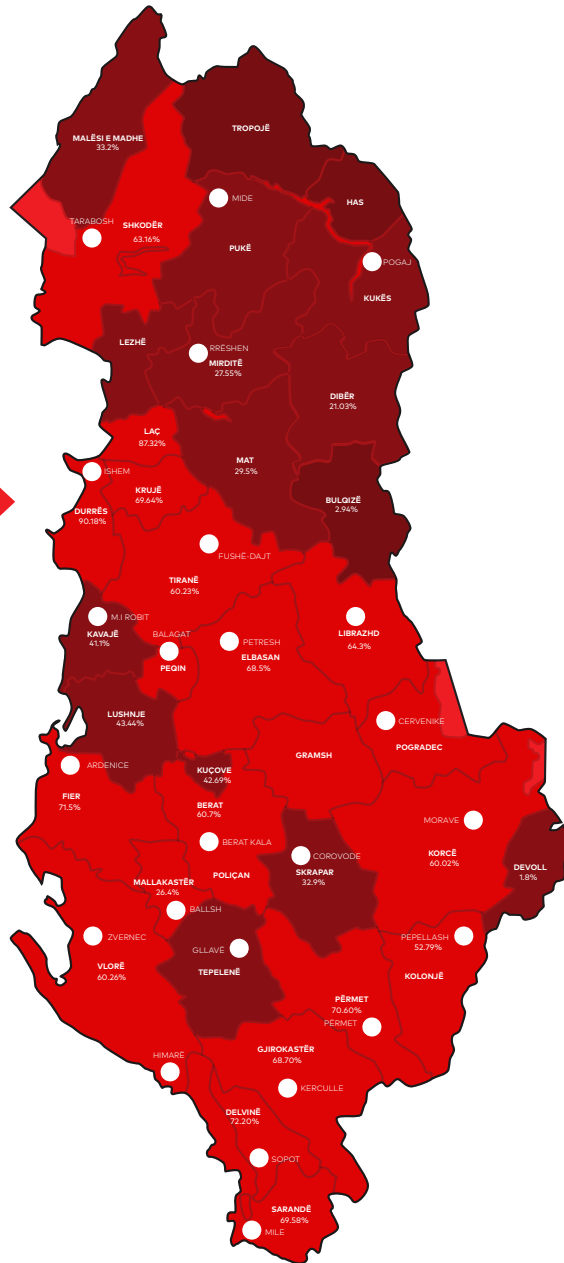 TROPOJË
MALËSI E MADHE
33.2%
MIDE
HAS
TARABOSH
SHKODËR
63.16%
PUKË
POGAJ
KUKËS
LEZHË
RRËSHEN
MIRDITË
27.55%
DIBËR
21.03%
LAÇ
87.32%
MAT
29.5%
ISHEM
KRUJË
69.64%
BULQIZË
2.94%
DURRËS
90.18%
FUSHË-DAJT
TIRANË
60.23%
M.I ROBIT
KAVAJË
41.1%
BALAGAT
PEQIN
PETRESH
ELBASAN
68.5%
LIBRAZHD
64.3%
LUSHNJE
43.44%
CERVENIKE
POGRADEC
GRAMSH
ARDENICE
KUÇOVE
42.69%
FIER
71.5%
BERAT
60.7%
MORAVE
BERAT KALA
COROVODE
SKRAPAR
32.9%
KORCË
60.02%
DEVOLL
1.8%
POLIÇAN
MALLAKASTËR
26.4%
BALLSH
ZVERNEC
VLORË
60.26%
GLLAVË
TEPELENË
PEPELLASH
52.79%
KOLONJË
PËRMET
70.60%
PËRMET
GJIROKASTËR
68.70%
HIMARË
KERCULLE
DELVINË
72.20%
SOPOT
SARANDË
69.58%
MILE